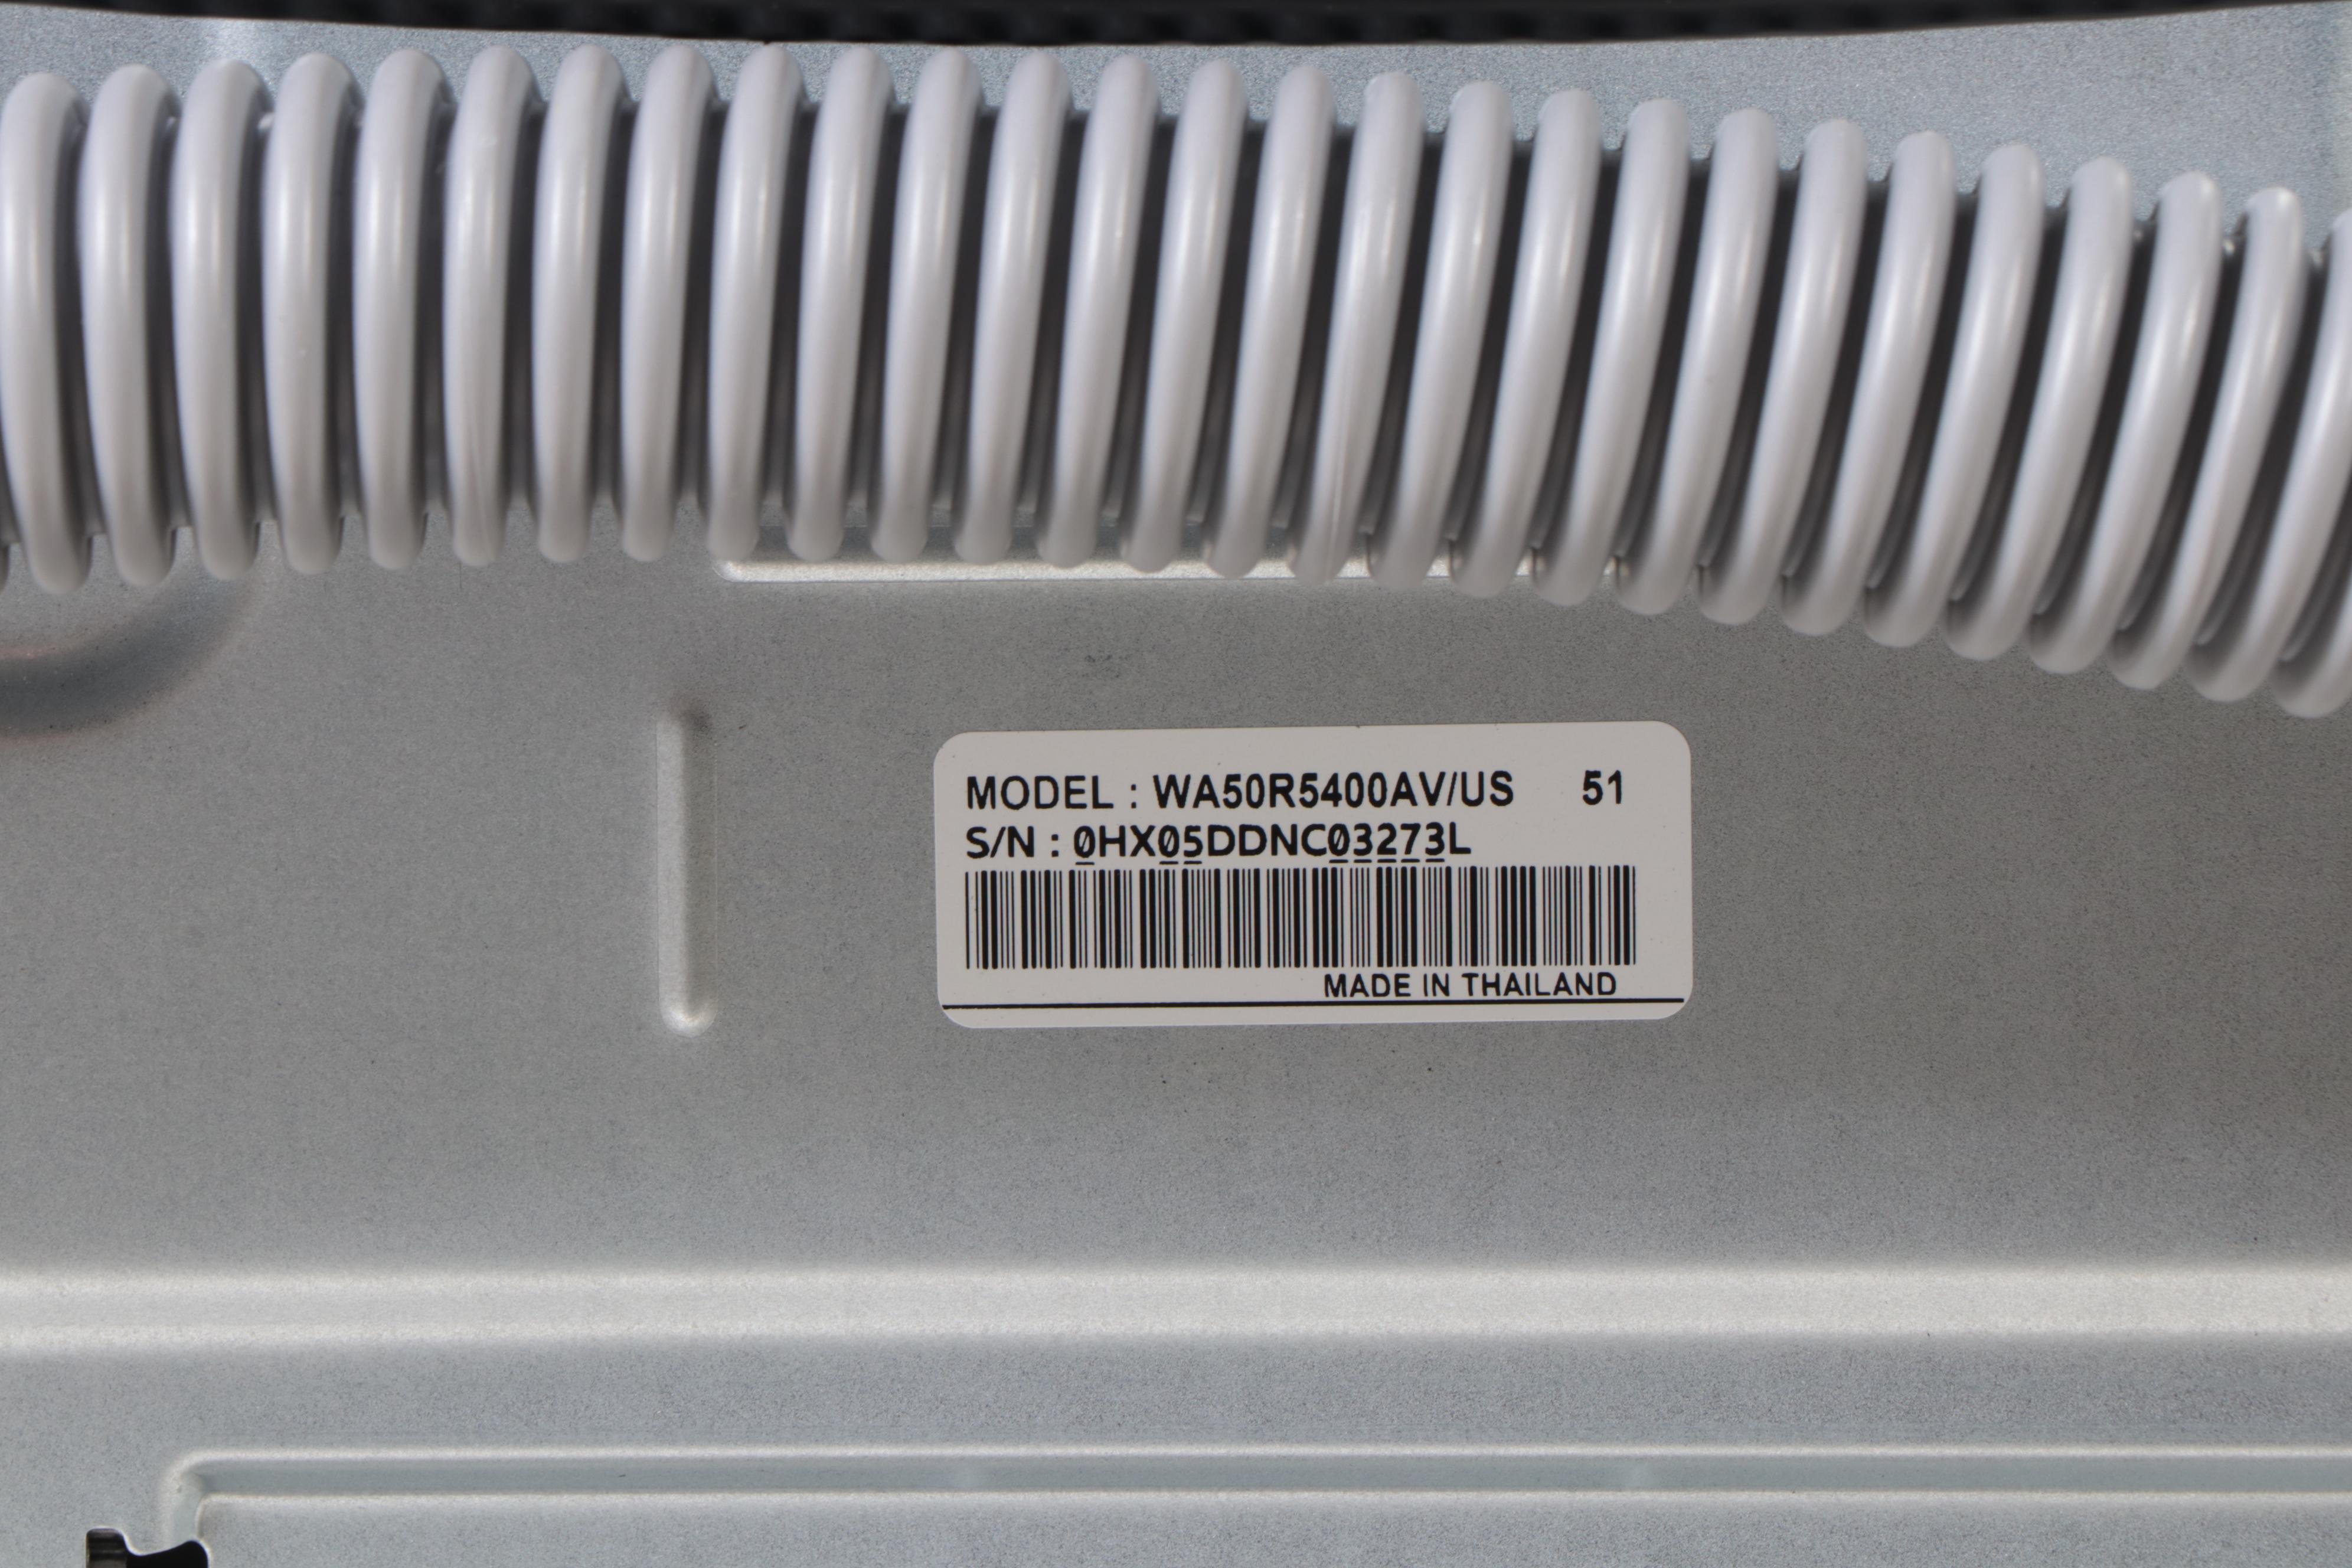 MODEL : WA50R5400AV/US 51
S/N : 0HX05DDNC03273L
MADE IN THAILAND